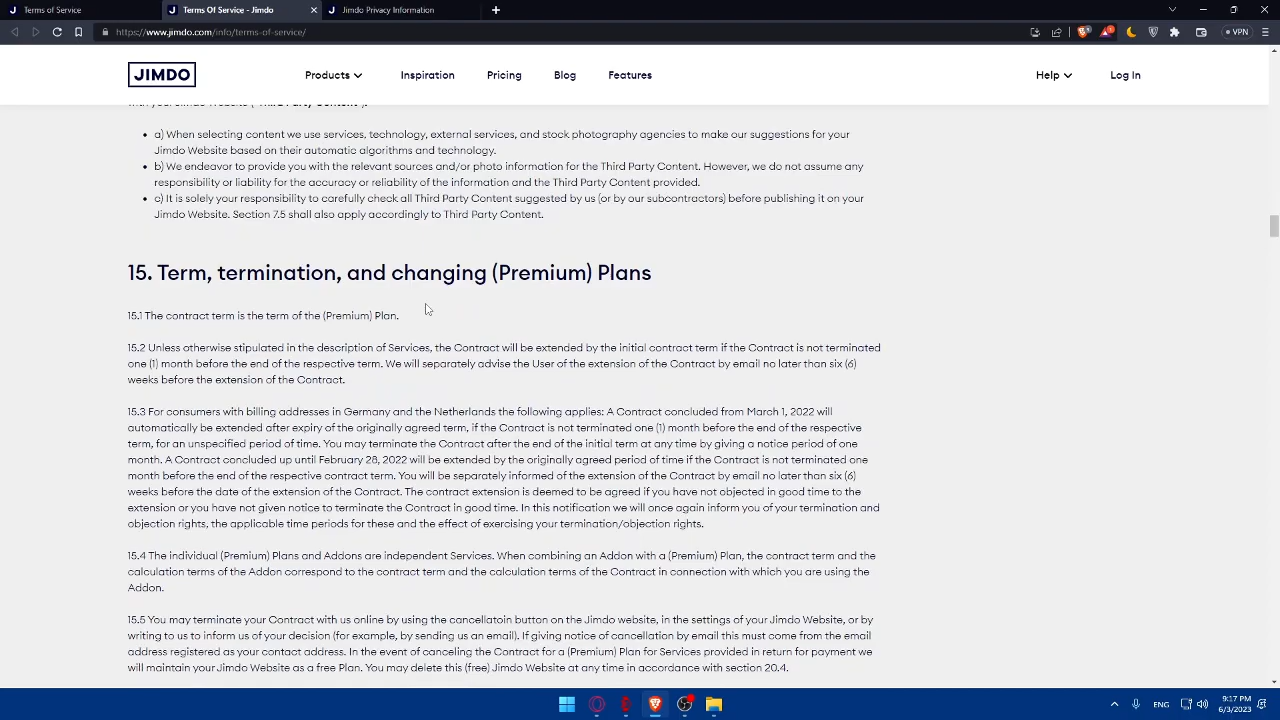 Terms of Service
Terms Of Service - Jimdo
Jimdo Privacy Information
https://www.jimdo.com/info/terms-of-service/
VPN
JIMDO
Products
Inspiration
Pricing
Blog
Features
Help
Log In
with your Jimdo Website ("Third Party Content").
a) When selecting content we use services, technology, external services, and stock photography agencies to make our suggestions for your
Jimdo Website based on their automatic algorithms and technology.
b) We endeavor to provide you with the relevant sources and/or photo information for the Third Party Content. However, we do not assume any
responsibility or liability for the accuracy or reliability of the information and the Third Party Content provided.
c) It is solely your responsibility to carefully check all Third Party Content suggested by us (or by our subcontractors) before publishing it on your
Jimdo Website. Section 7.5 shall also apply accordingly to Third Party Content.
15. Term, termination, and changing (Premium) Plans
15.1 The contract term is the term of the (Premium) Plan.
15.2 Unless otherwise stipulated in the description of Services, the Contract will be extended by the initial contract term if the Contract is not terminated
one (1) month before the end of the respective term. We will separately advise the User of the extension of the Contract by email no later than six (6)
weeks before the extension of the Contract.
15.3 For consumers with billing addresses in Germany and the Netherlands the following applies: A Contract concluded from March 1, 2022 will
automatically be extended after expiry of the originally agreed term, if the Contract is not terminated one (1) month before the end of the respective
term, for an unspecified period of time. You may terminate the Contract after the end of the initial term at any time by giving a notice period of one
month. A Contract concluded up until February 28, 2022 will be extended by the originally agreed period of time if the Contract is not terminated one
month before the end of the respective contract term. You will be separately informed of the extension of the Contract by email no later than six (6)
weeks before the date of the extension of the Contract. The contract extension is deemed to be agreed if you have not objected in good time to the
extension or you have not given notice to terminate the Contract in good time. In this notification we will once again inform you of your termination and
objection rights, the applicable time periods for these and the effect of exercising your termination/objection rights.
15.4 The individual (Premium) Plans and Addons are independent Services. When combining an Addon with a (Premium) Plan, the contract term and the
calculation terms of the Addon correspond to the contract term and the calculation terms of the Contract in connection with which you are using the
Addon.
15.5 You may terminate your Contract with us online by using the cancellatoin button on the Jimdo website, in the settings of your Jimdo Website, or by
writing to us to inform us of your decision (for example, by sending us an email). If giving notice of cancellation by email this must come from the email
address registered as your contact address. In the event of canceling the Contract for a (Premium) Plan for Services provided in return for payment we
will maintain your Jimdo Website as a free Plan. You may delete this (free) Jimdo Website at any time in accordance with section 20.4.
ENG
9:17 PM
6/3/2023